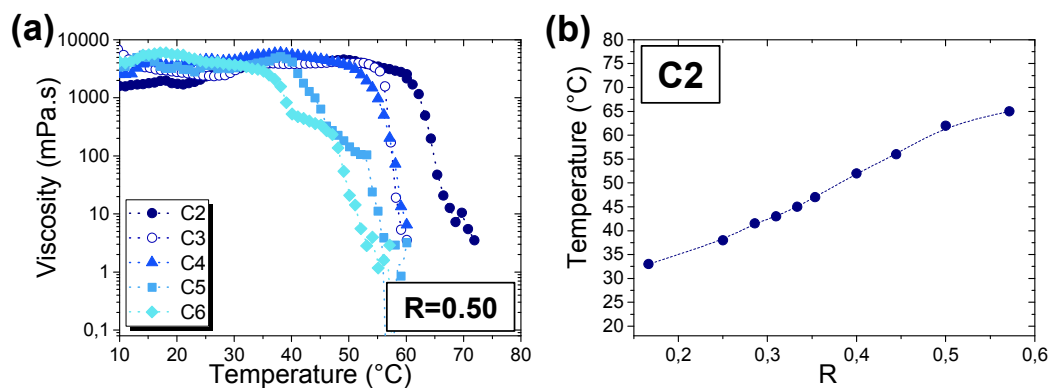 (a)
Viscosity (mPa.s)
10000
1000
100
10
1
0,1
C2
C3
C4
C5
C6
R=0.50
10 20 30 40 50 60 70 80
Temperature (°C)
(b)
Temperature (°C)
80
75
70
65
60
55
50
45
40
35
30
25
20
C2
0,2 0,3 0,4 0,5 0,6
R